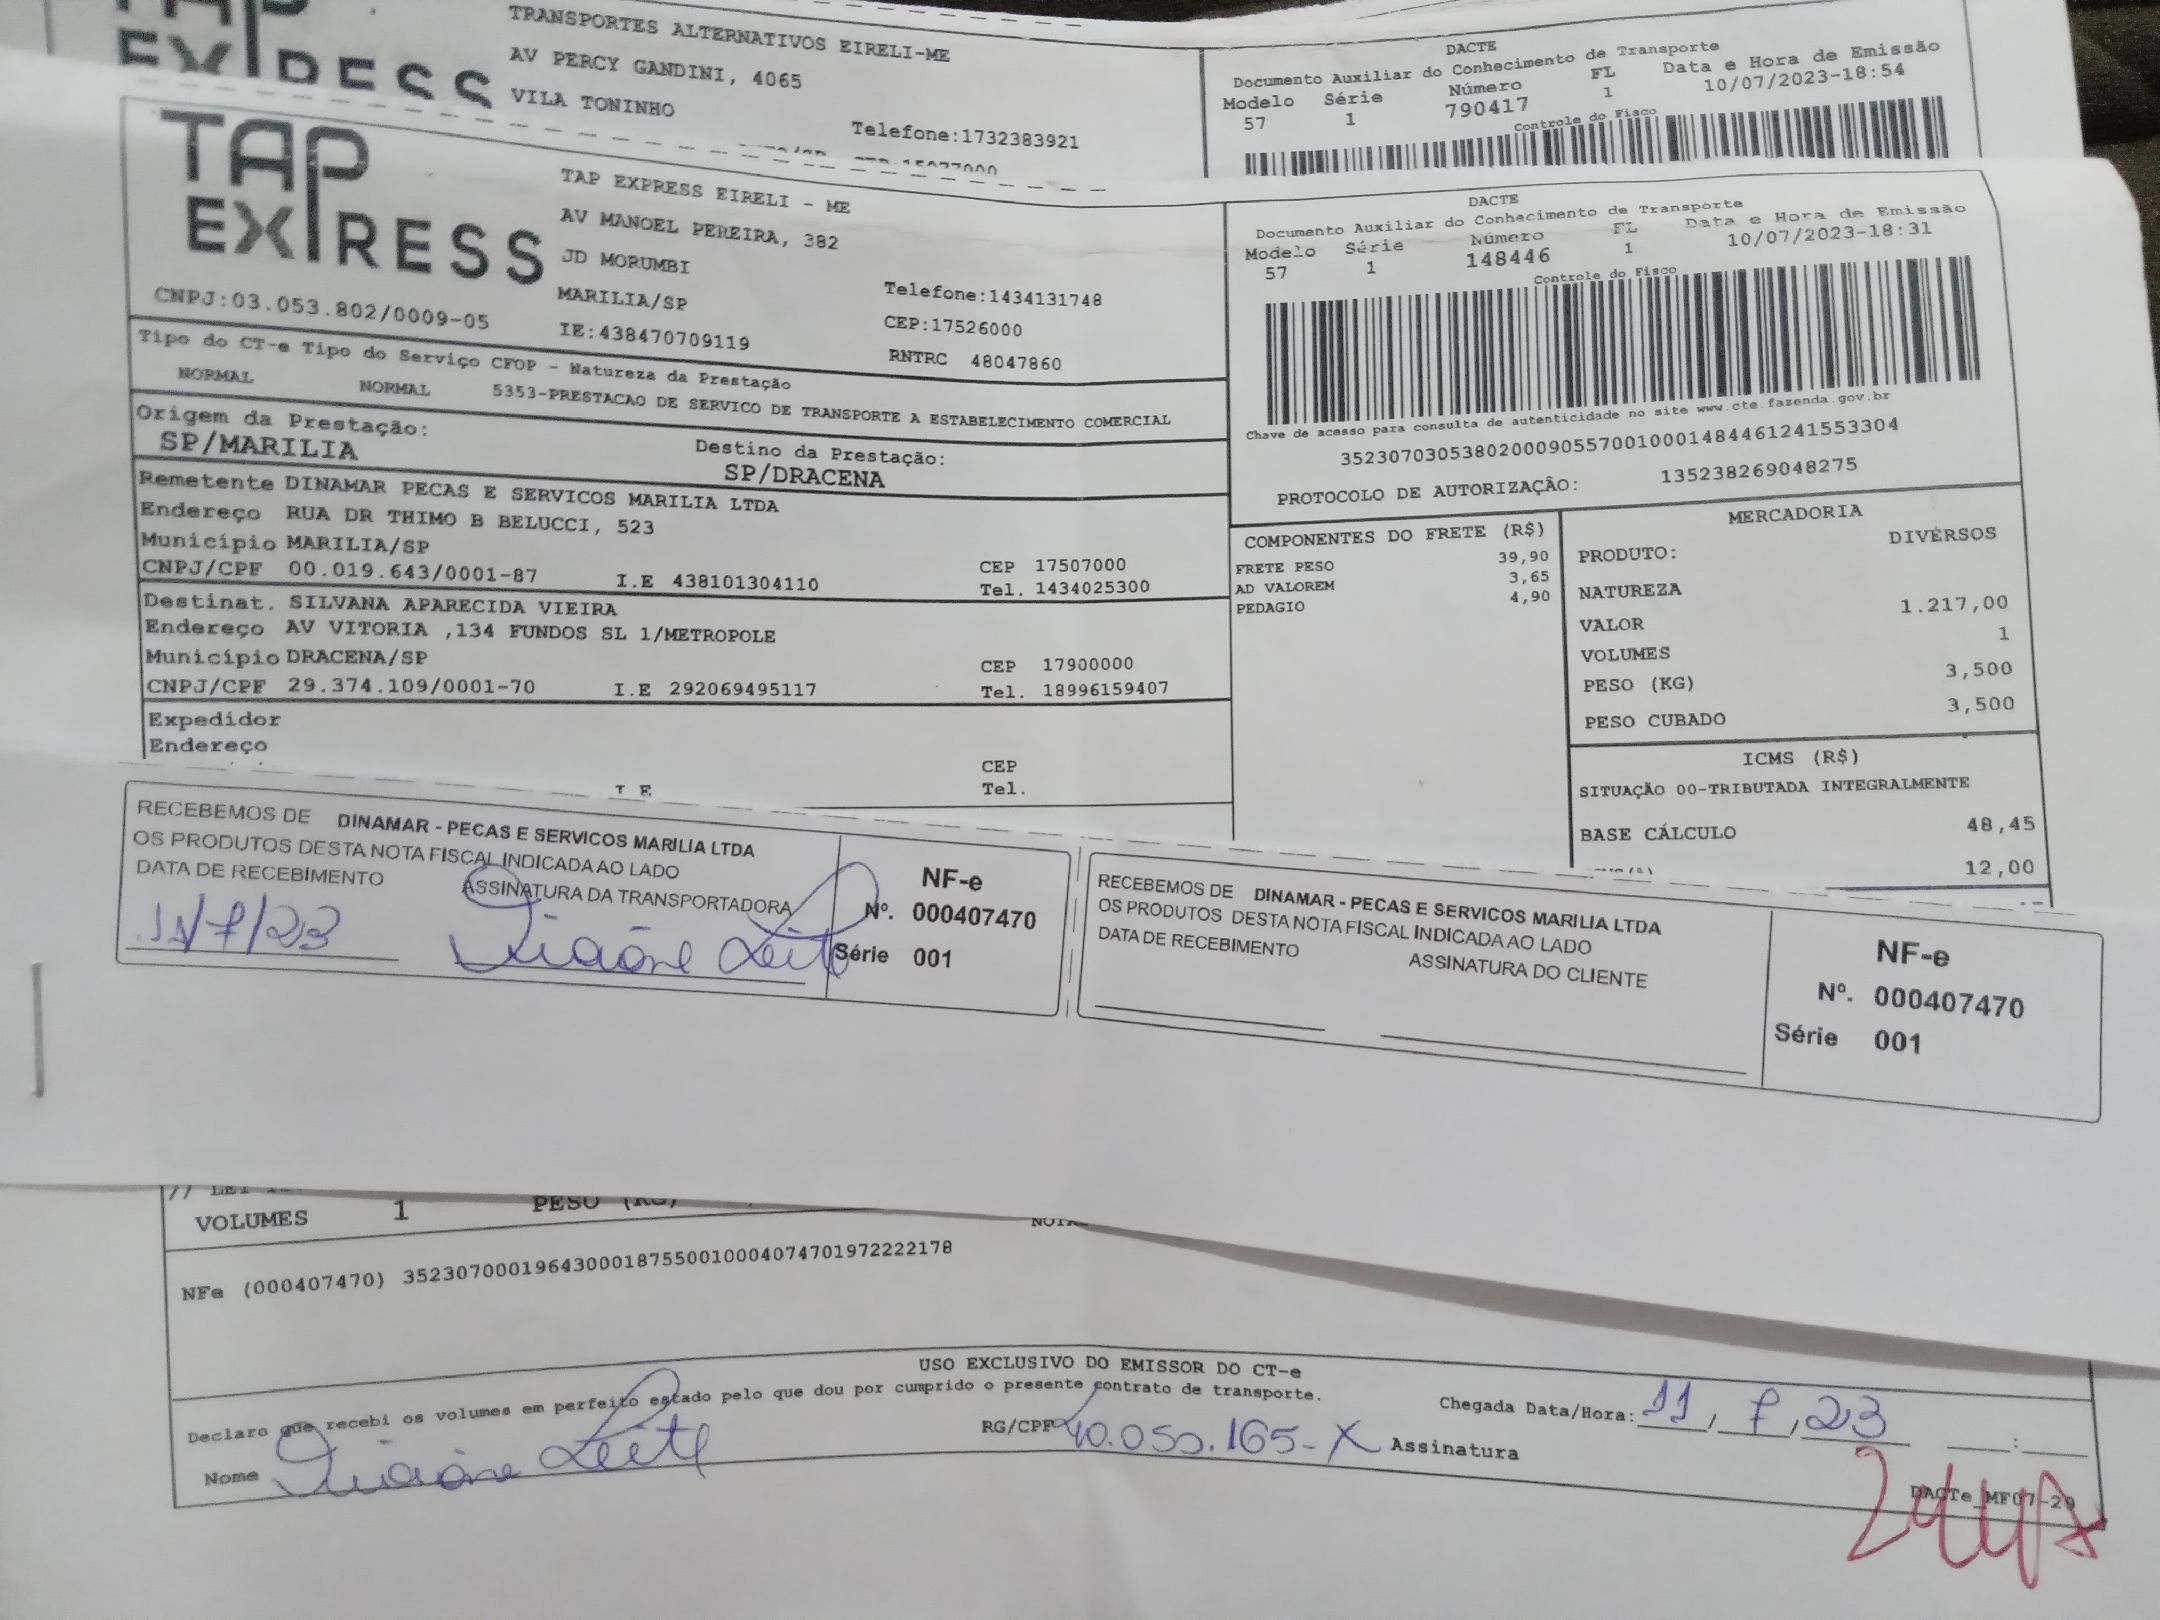 EXPRESS
TRANSPORTES ALTERNATIVOS EIRELI-ME
AV PERCY GANDINI, 4065
VILA TONINHO
Telefone:1732383921
CEP:15077000
DACTE
Documento Auxiliar do Conhecimento de Transporte
Modelo Série Número FL Data e Hora de Emissão
57 1 790417 1 10/07/2023-18:54
Controle do Fisco
TAP EXPRESS
TAP EXPRESS EIRELI - ME
AV MANOEL PEREIRA, 382
JD MORUMBI
MARILIA/SP
Telefone:1434131748
CNPJ:03.053.802/0009-05
IE:438470709119
CEP:17526000
RNTRC 48047860
DACTE
Documento Auxiliar do Conhecimento de Transporte
Modelo Série Número FL Data e Hora de Emissão
57 1 148446 1 10/07/2023-18:31
Controle do Fisco
Chave de acesso para consulta de autenticidade no site www.cte.fazenda.gov.br
35230703053802000905570010001484461241553304
PROTOCOLO DE AUTORIZAÇÃO: 135238269048275
Tipo do CT-e Tipo do Serviço CFOP - Natureza da Prestação
NORMAL NORMAL 5353-PRESTACAO DE SERVICO DE TRANSPORTE A ESTABELECIMENTO COMERCIAL
Origem da Prestação: Destino da Prestação:
SP/MARILIA SP/DRACENA
Remetente DINAMAR PECAS E SERVICOS MARILIA LTDA
Endereço RUA DR THIMO B BELUCCI, 523
Município MARILIA/SP CEP 17507000
CNPJ/CPF 00.019.643/0001-87 I.E 438101304110 Tel. 1434025300
Destinat. SILVANA APARECIDA VIEIRA
Endereço AV VITORIA ,134 FUNDOS SL 1/METROPOLE
Município DRACENA/SP CEP 17900000
CNPJ/CPF 29.374.109/0001-70 I.E 292069495117 Tel. 18996159407
Expedidor
Endereço
CEP
I.E Tel.
COMPONENTES DO FRETE (R$)
FRETE PESO 39,90
AD VALOREM 3,65
PEDAGIO 4,90
MERCADORIA
PRODUTO: DIVERSOS
NATUREZA
VALOR 1.217,00
VOLUMES 1
PESO (KG) 3,500
PESO CUBADO 3,500
ICMS (R$)
SITUAÇÃO 00-TRIBUTADA INTEGRALMENTE
BASE CÁLCULO 48,45
12,00
RECEBEMOS DE DINAMAR - PECAS E SERVICOS MARILIA LTDA
OS PRODUTOS DESTA NOTA FISCAL INDICADA AO LADO
DATA DE RECEBIMENTO ASSINATURA DA TRANSPORTADORA
11/7/23
NF-e
Nº. 000407470
Série 001
RECEBEMOS DE DINAMAR - PECAS E SERVICOS MARILIA LTDA
OS PRODUTOS DESTA NOTA FISCAL INDICADA AO LADO
DATA DE RECEBIMENTO ASSINATURA DO CLIENTE
NF-e
Nº. 000407470
Série 001
VOLUMES 1 PESO (KG)
NFe (000407470) 35230700019643000187550010004074701972222178
USO EXCLUSIVO DO EMISSOR DO CT-e
Declaro que recebi os volumes em perfeito estado pelo que dou por cumprido o presente contrato de transporte.
Chegada Data/Hora: 11, 7, 23 :
Nome RG/CPF 40.055.165-X Assinatura
DACTe_MF07-29